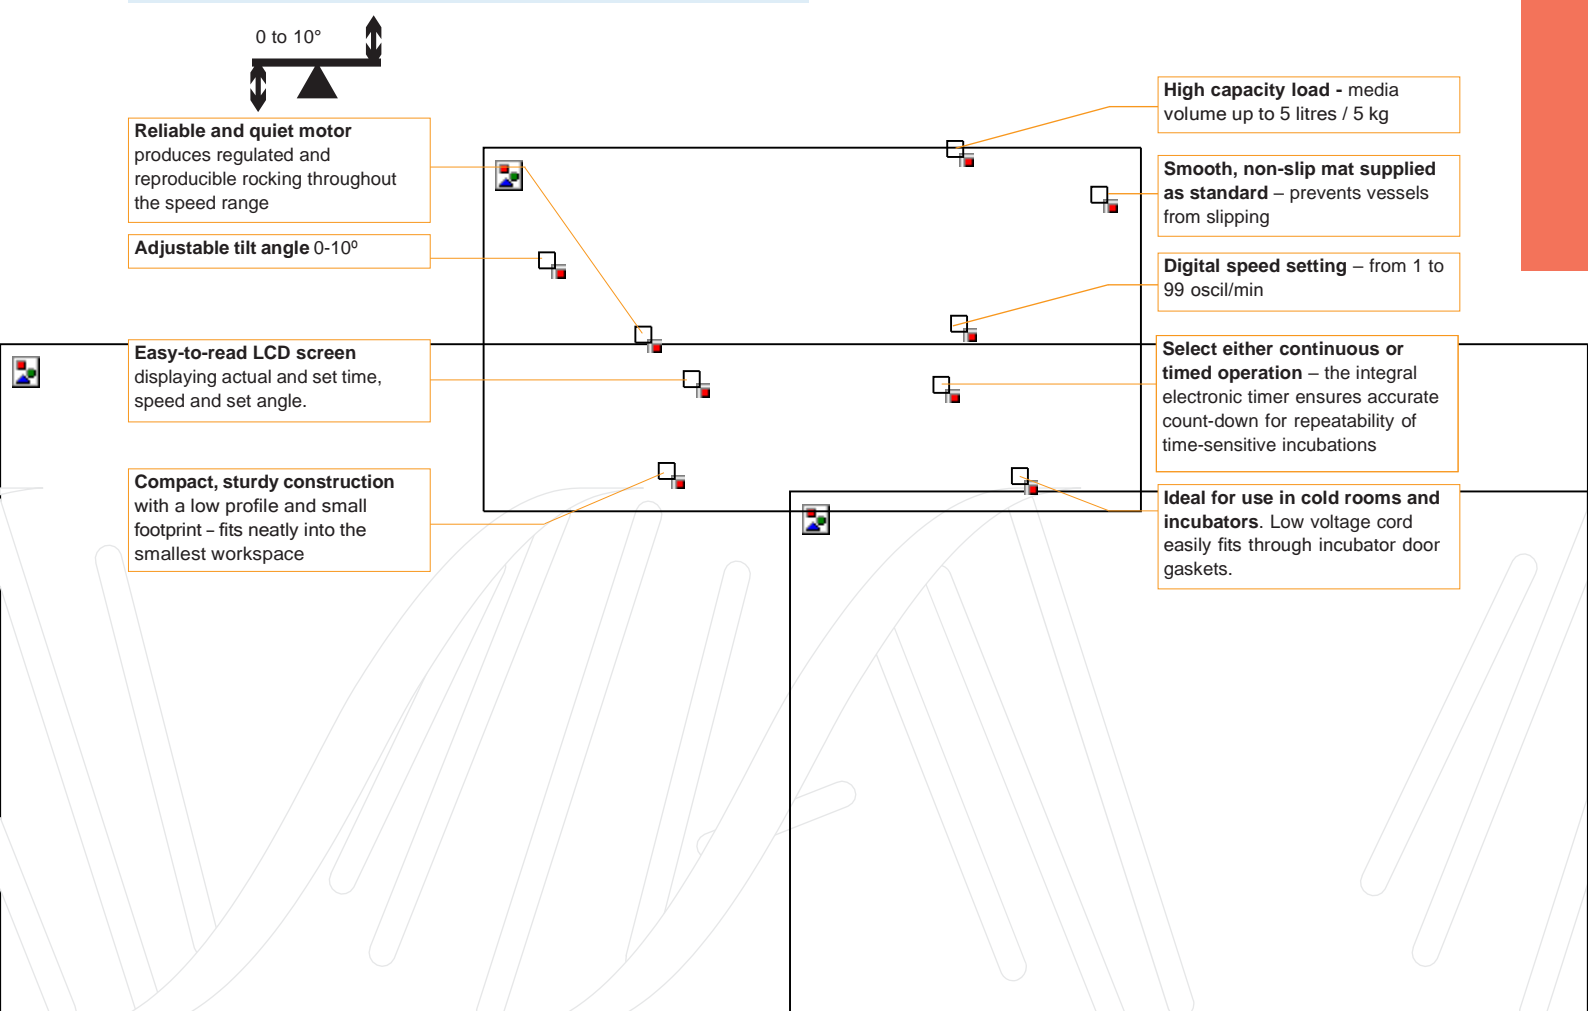 0 to 10°
Reliable and quiet motor
produces regulated and
reproducible rocking throughout
the speed range
Adjustable tilt angle 0-10º
Easy-to-read LCD screen
displaying actual and set time,
speed and set angle.
Compact, sturdy construction
with a low profile and small
footprint – fits neatly into the
smallest workspace
High capacity load - media
volume up to 5 litres / 5 kg
Smooth, non-slip mat supplied
as standard – prevents vessels
from slipping
Digital speed setting – from 1 to
99 oscil/min
Select either continuous or
timed operation – the integral
electronic timer ensures accurate
count-down for repeatability of
time-sensitive incubations
Ideal for use in cold rooms and
incubators. Low voltage cord
easily fits through incubator door
gaskets.